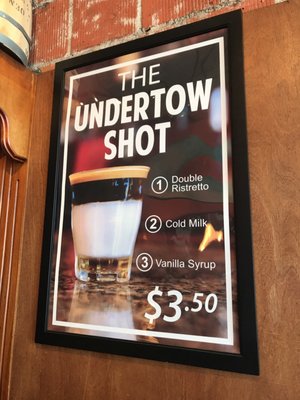 THE
UNDERTOW
SHOT
1 Double
Ristretto
2 Cold Milk
3 Vanilla Syrup
$3.50